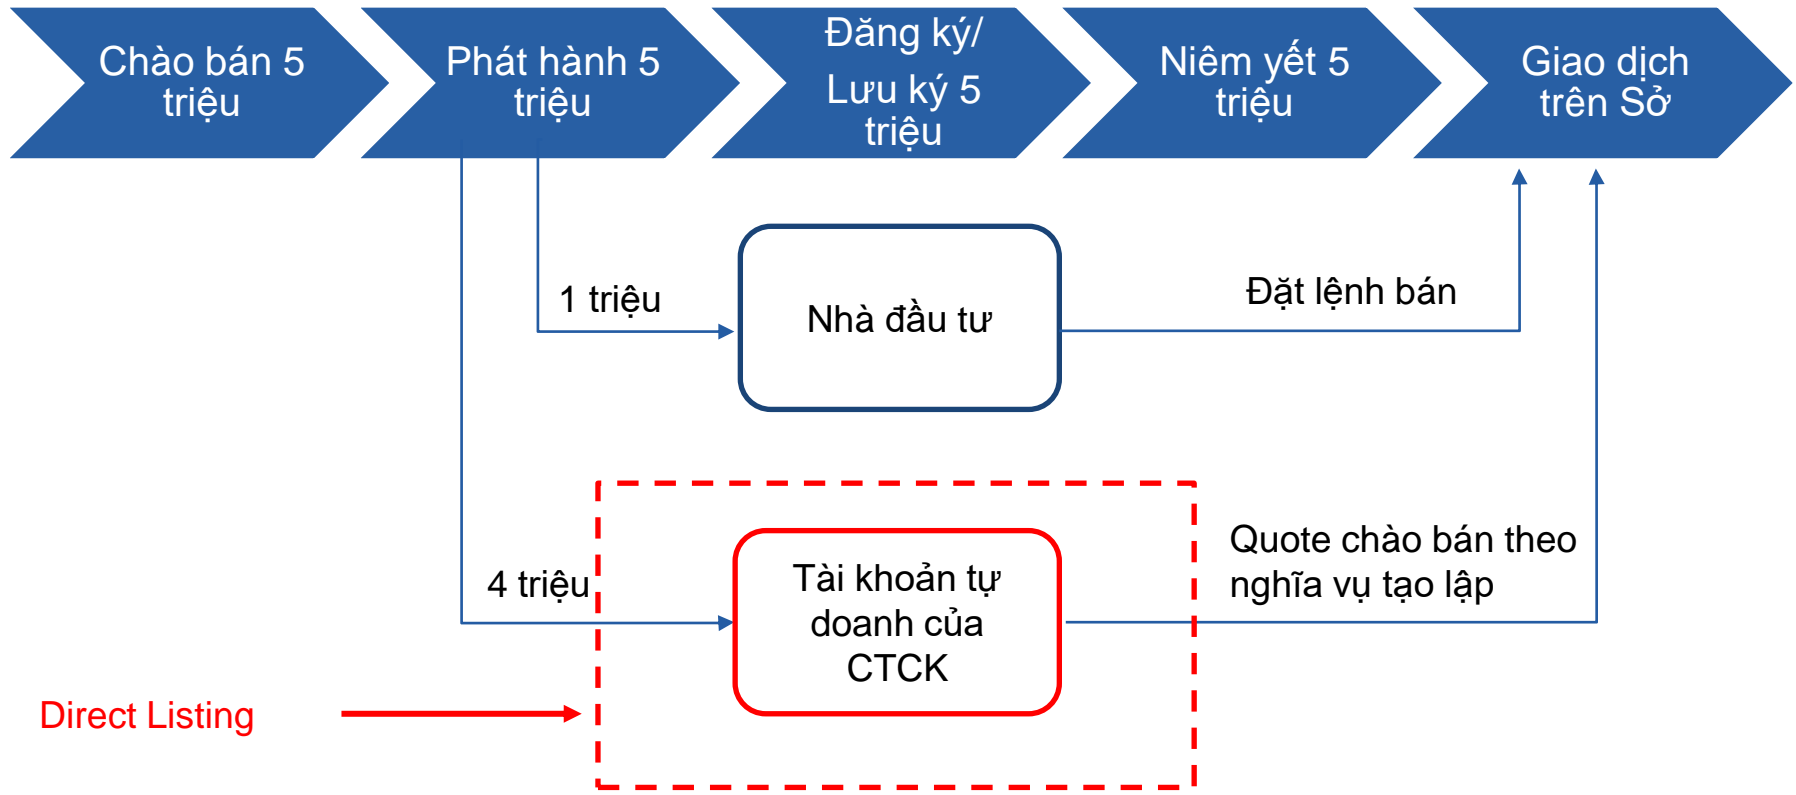 Chào bán 5
triệu
Phát hành 5
triệu
Đăng ký/
Lưu ký 5
triệu
Niêm yết 5
triệu
Giao dịch
trên Sở
1 triệu
Nhà đầu tư
Đặt lệnh bán
4 triệu
Tài khoản tự
doanh của
CTCK
Quote chào bán theo
nghĩa vụ tạo lập
Direct Listing